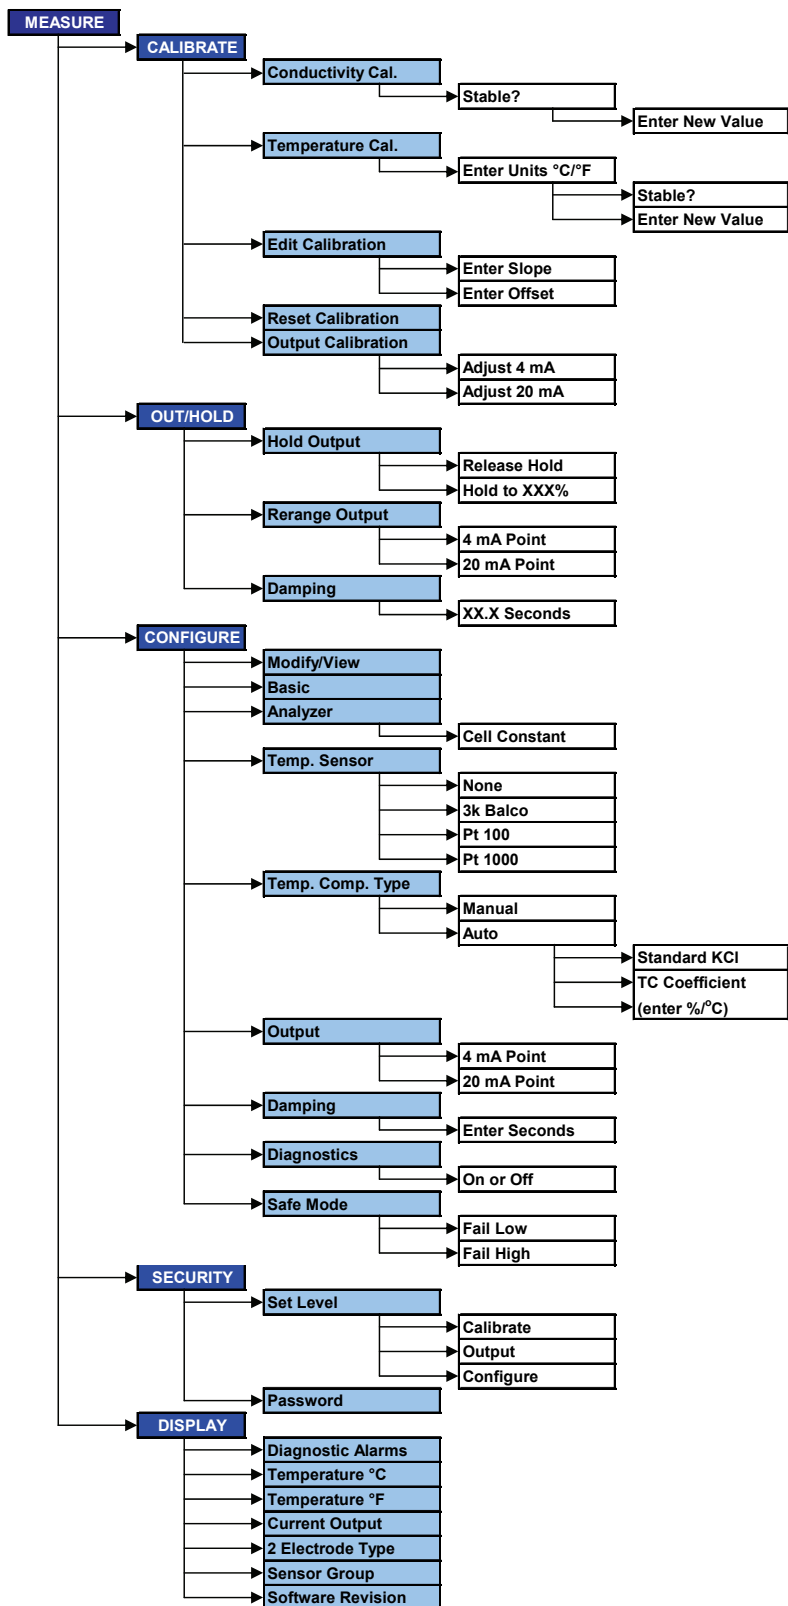 MEASURE
CALIBRATE
Conductivity Cal.
Stable?
Enter New Value
Temperature Cal.
Enter Units °C/°F
Stable?
Enter New Value
Edit Calibration
Enter Slope
Enter Offset
Reset Calibration
Output Calibration
Adjust 4 mA
Adjust 20 mA
OUT/HOLD
Hold Output
Release Hold
Hold to XXX%
Rerange Output
4 mA Point
20 mA Point
Damping
XX.X Seconds
CONFIGURE
Modify/View
Basic
Analyzer
Cell Constant
Temp. Sensor
None
3k Balco
Pt 100
Pt 1000
Temp. Comp. Type
Manual
Auto
Standard KCl
TC Coefficient
(enter %/°C)
Output
4 mA Point
20 mA Point
Damping
Enter Seconds
Diagnostics
On or Off
Safe Mode
Fail Low
Fail High
SECURITY
Set Level
Calibrate
Output
Configure
Password
DISPLAY
Diagnostic Alarms
Temperature °C
Temperature °F
Current Output
2 Electrode Type
Sensor Group
Software Revision